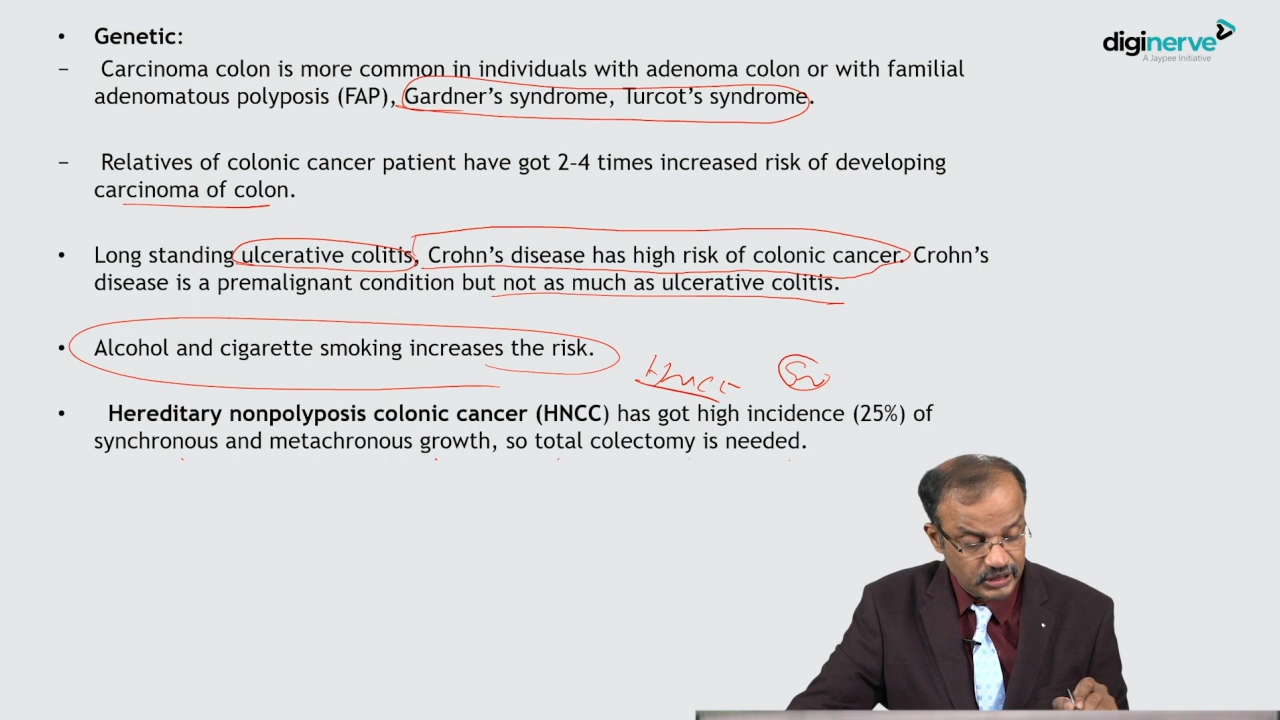 • Genetic:
diginerve
A Jaypee Initiative
– Carcinoma colon is more common in individuals with adenoma colon or with familial
adenomatous polyposis (FAP), Gardner's syndrome, Turcot's syndrome.
– Relatives of colonic cancer patient have got 2-4 times increased risk of developing
carcinoma of colon.
• Long standing ulcerative colitis, Crohn's disease has high risk of colonic cancer. Crohn's
disease is a premalignant condition but not as much as ulcerative colitis.
• Alcohol and cigarette smoking increases the risk.
• Hereditary nonpolyposis colonic cancer (HNCC) has got high incidence (25%) of
synchronous and metachronous growth, so total colectomy is needed.